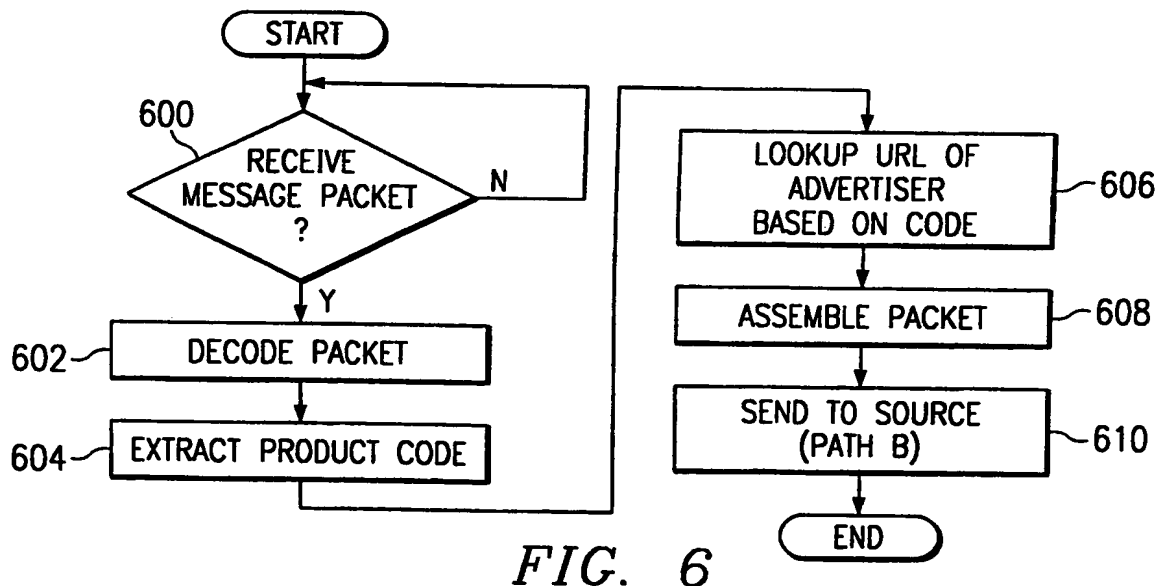 START
600
RECEIVE
MESSAGE PACKET
?
N
Y
602
DECODE PACKET
604
EXTRACT PRODUCT CODE
LOOKUP URL OF
ADVERTISER
BASED ON CODE
606
ASSEMBLE PACKET
608
SEND TO SOURCE
(PATH B)
610
END
FIG. 6